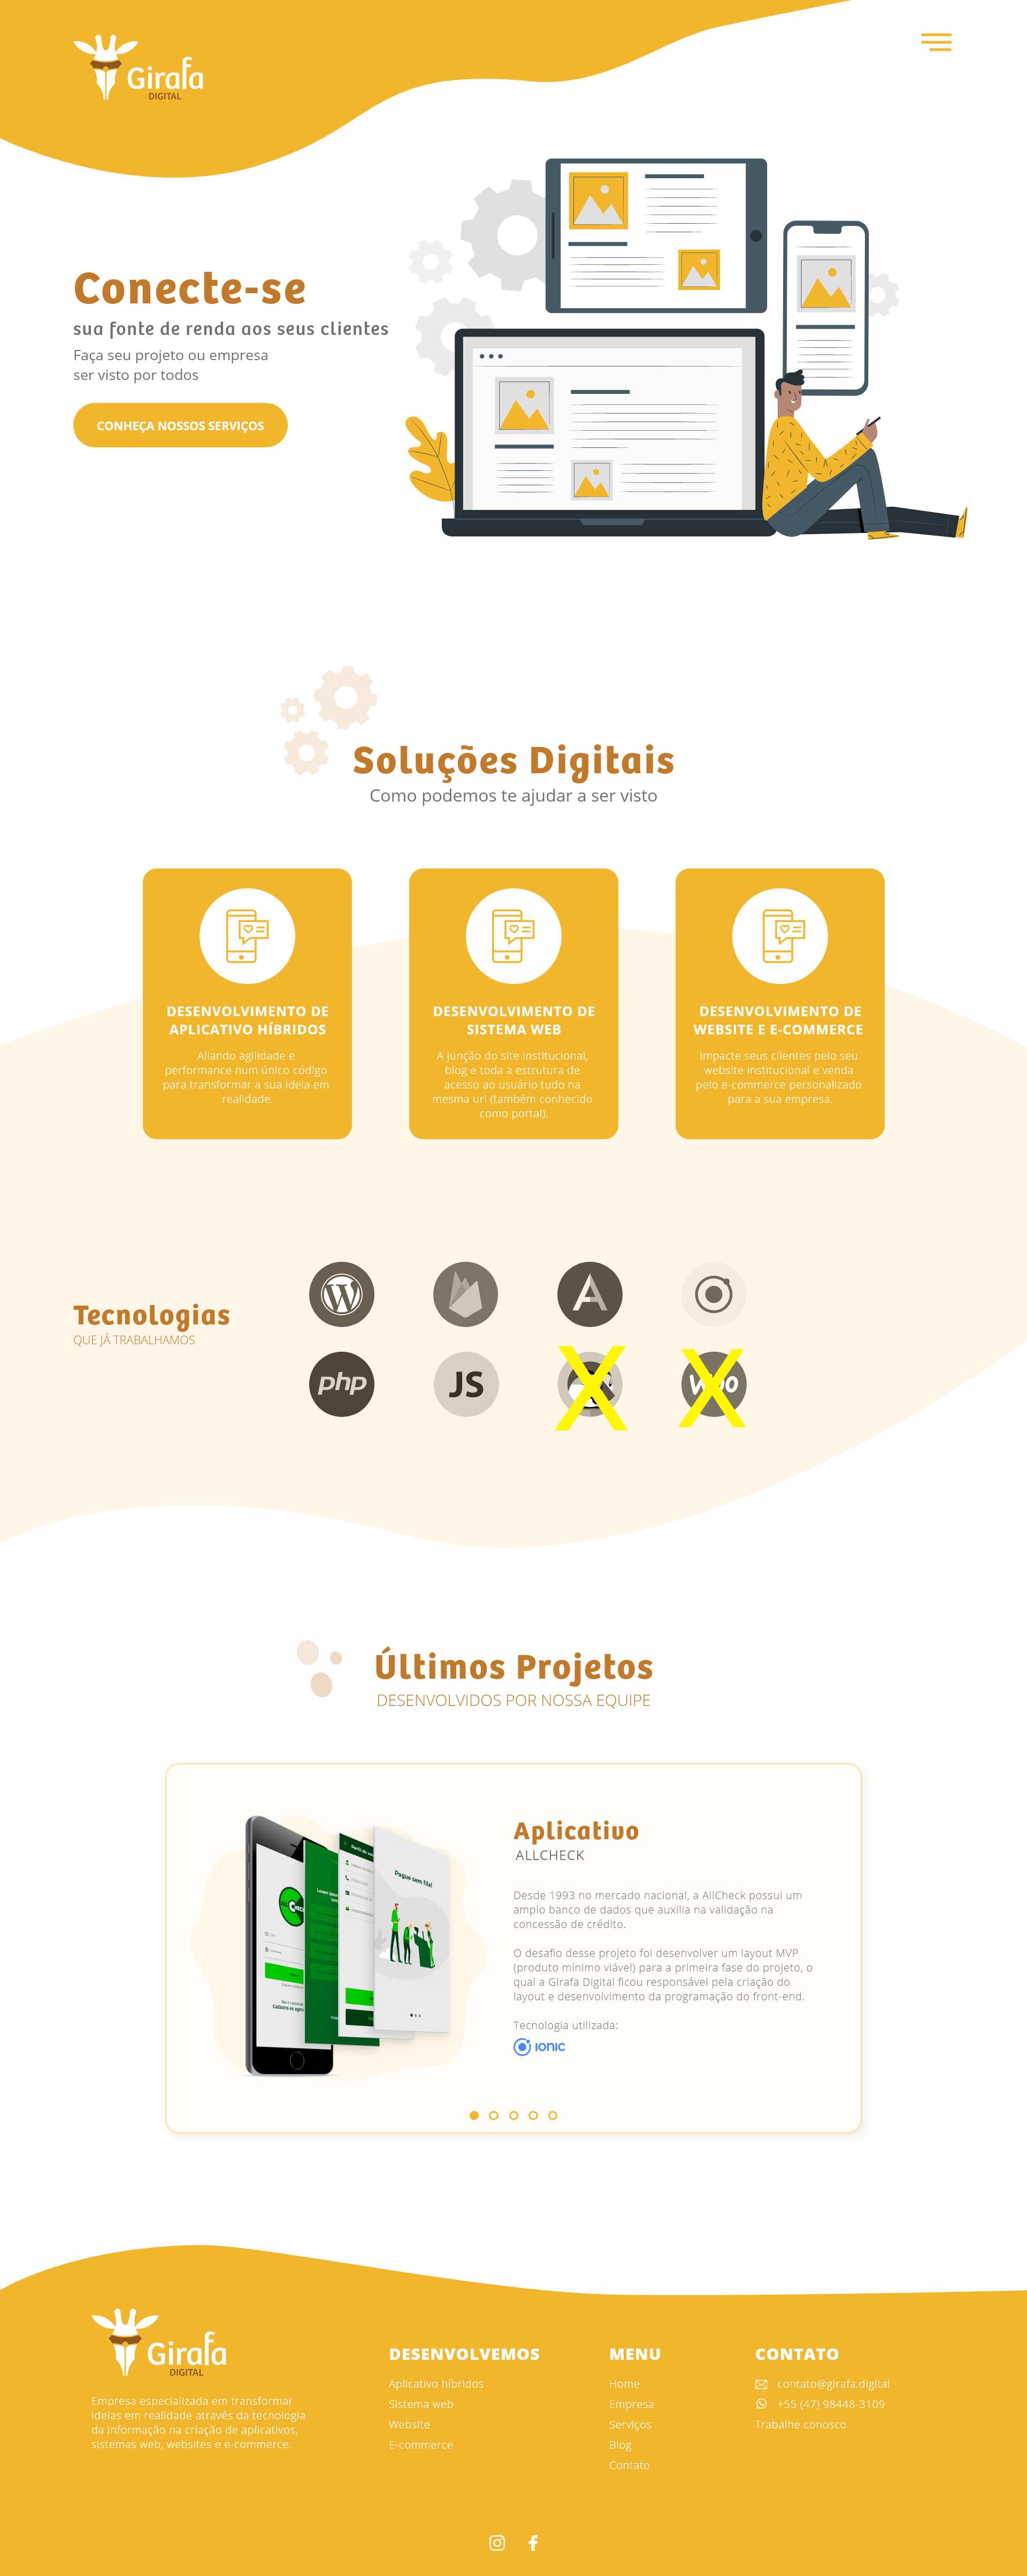 Girafa
DIGITAL
Conecte-se
sua fonte de renda aos seus clientes
Faça seu projeto ou empresa
ser visto por todos
CONHEÇA NOSSOS SERVIÇOS
Soluções Digitais
Como podemos te ajudar a ser visto
DESENVOLVIMENTO DE
APLICATIVO HÍBRIDOS
Aliando agilidade e
performance num único código
para transformar a sua ideia em
realidade.
DESENVOLVIMENTO DE
SISTEMA WEB
A junção do site institucional,
blog e toda a estrutura de
acesso ao usuário tudo na
mesma url (também conhecido
como portal).
DESENVOLVIMENTO DE
WEBSITE E E-COMMERCE
Impacte seus clientes pelo seu
website institucional e venda
pelo e-commerce personalizado
para a sua empresa.
Tecnologias
QUE JÁ TRABALHAMOS
W
A
php
JS
X
X
Últimos Projetos
DESENVOLVIDOS POR NOSSA EQUIPE
Pague sem fila!
Aplicativo
ALLCHECK
Desde 1993 no mercado nacional, a AllCheck possui um
amplo banco de dados que auxilia na validação na
concessão de crédito.
O desafio desse projeto foi desenvolver um layout MVP
(produto mínimo viável) para a primeira fase do projeto, o
qual a Girafa Digital ficou responsável pela criação do
layout e desenvolvimento da programação do front-end.
Tecnologia utilizada:
IONIC
Girafa
DIGITAL
Empresa especializada em transformar
ideias em realidade através da tecnologia
da informação na criação de aplicativos,
sistemas web, websites e e-commerce.
DESENVOLVEMOS
Aplicativo híbridos
Sistema web
Website
E-commerce
MENU
Home
Empresa
Serviços
Blog
Contato
CONTATO
contato@girafa.digital
+55 (47) 98448-3109
Trabalhe conosco